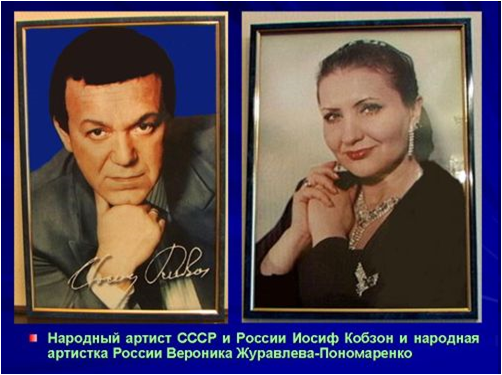 Народный артист СССР и России Иосиф Кобзон и народная
артистка России Вероника Журавлева-Пономаренко